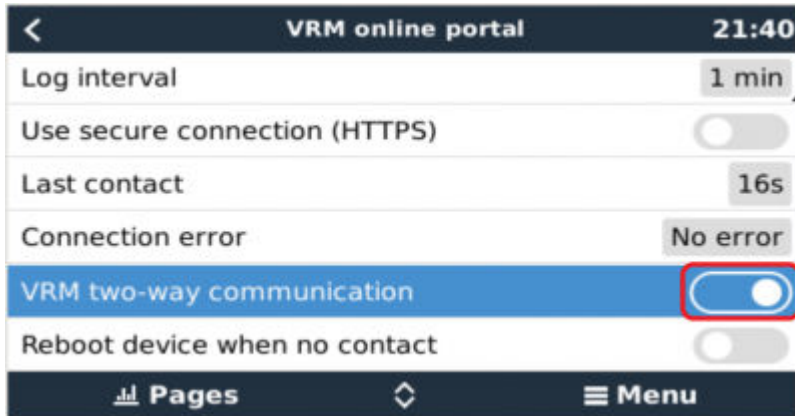 VRM online portal 21:40
Log interval 1 min
Use secure connection (HTTPS)
Last contact 16s
Connection error No error
VRM two-way communication
Reboot device when no contact
Pages Menu